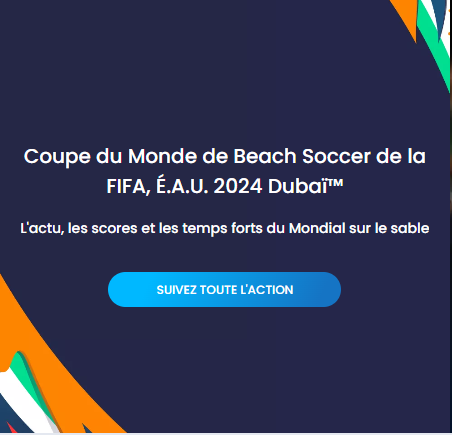 Coupe du Monde de Beach Soccer de la
FIFA, É.A.U. 2024 Dubaï™
L'actu, les scores et les temps forts du Mondial sur le sable
SUIVEZ TOUTE L'ACTION